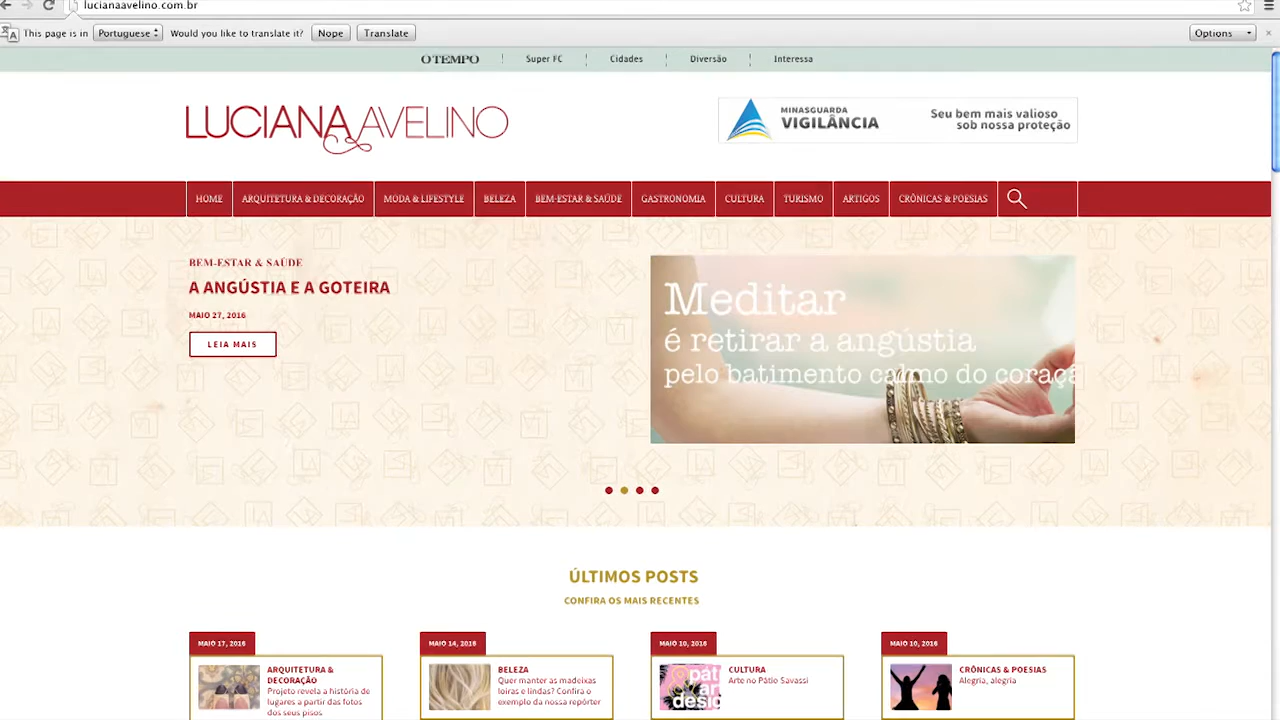 lucianaavelino.com.br
This page is in Portuguese Would you like to translate it? Nope Translate Options
O TEMPO Super FC Cidades Diversão Interessa
LUCIANA AVELINO
MINASGUARDA
VIGILÂNCIA
Seu bem mais valioso
sob nossa proteção
HOME ARQUITETURA & DECORAÇÃO MODA & LIFESTYLE BELEZA BEM-ESTAR & SAÚDE GASTRONOMIA CULTURA TURISMO ARTIGOS CRÔNICAS & POESIAS
BEM-ESTAR & SAÚDE
A ANGÚSTIA E A GOTEIRA
MAIO 27, 2016
LEIA MAIS
Meditar
é retirar a angústia
pelo batimento calmo do coraçã
ÚLTIMOS POSTS
CONFIRA OS MAIS RECENTES
MAIO 17, 2016
ARQUITETURA &
DECORAÇÃO
Projeto revela a história de
lugares a partir das fotos
dos seus pisos
MAIO 14, 2016
BELEZA
Quer manter as madeixas
loiras e lindas? Confira o
exemplo da nossa repórter
MAIO 10, 2016
pát
ar
desig
CULTURA
Arte no Pátio Savassi
MAIO 10, 2016
CRÔNICAS & POESIAS
Alegria, alegria